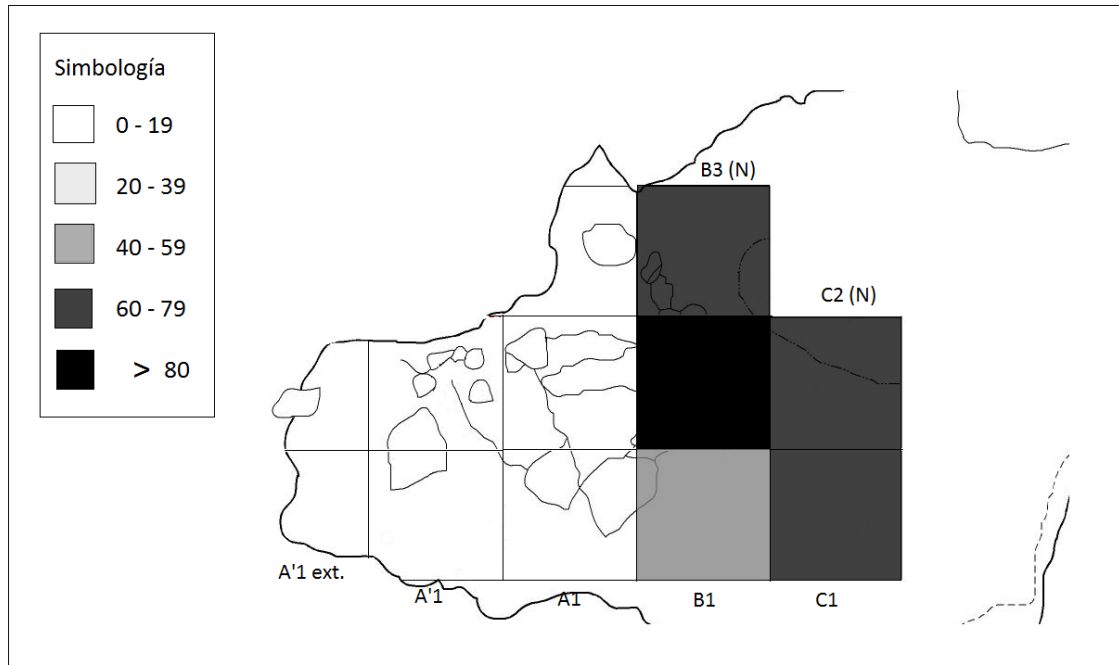 Simbología
0 - 19
20 - 39
40 - 59
60 - 79
> 80
B3 (N)
C2 (N)
A'1 ext.
A'1
A1
B1
C1